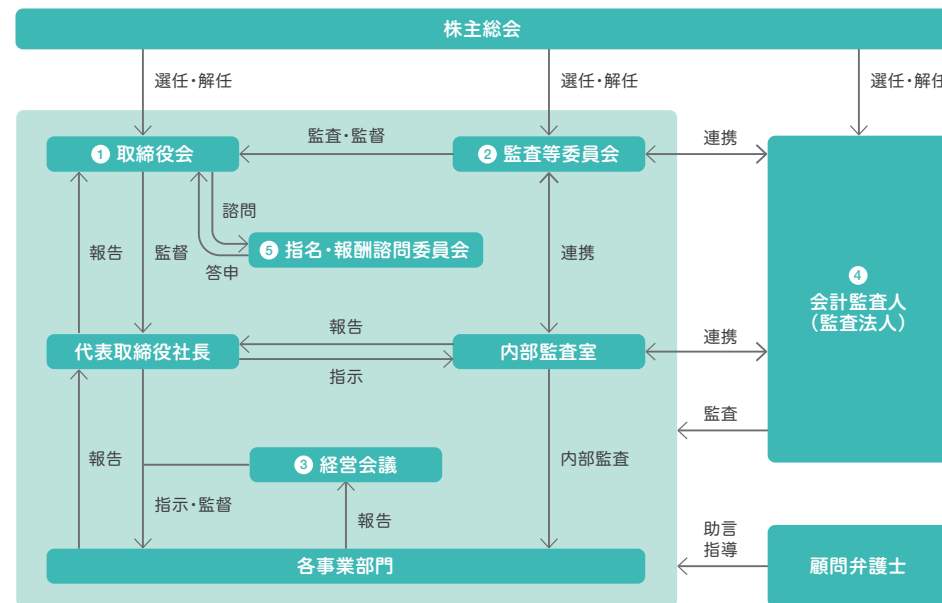 株主総会
選任・解任
選任・解任
選任・解任
① 取締役会
監査・監督
② 監査等委員会
連携
諮問
⑤ 指名・報酬諮問委員会
答申
報告
監督
連携
④
会計監査人
（監査法人）
代表取締役社長
報告
指示
内部監査室
連携
監査
報告
③ 経営会議
内部監査
指示・監督
報告
助言
指導
各事業部門
顧問弁護士